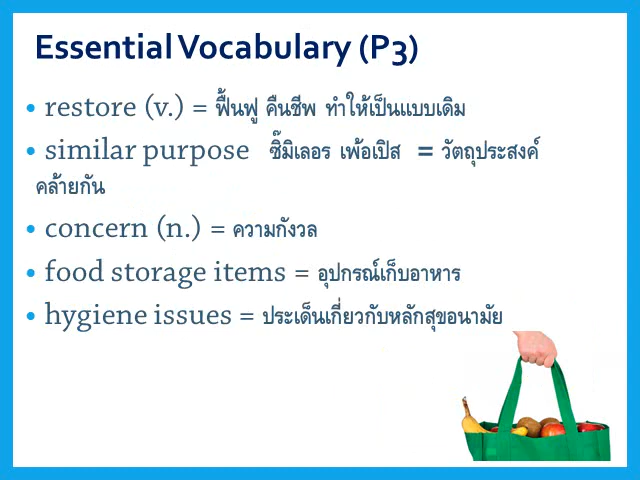 Essential Vocabulary (P3)
• restore (v.) = ฟื้นฟู คืนชีพ ทำให้เป็นแบบเดิม
• similar purpose ซิ๊มิเลอร เพ้อเปิส = วัตถุประสงค์
คล้ายกัน
• concern (n.) = ความกังวล
• food storage items = อุปกรณ์เก็บอาหาร
• hygiene issues = ประเด็นเกี่ยวกับหลักสุขอนามัย